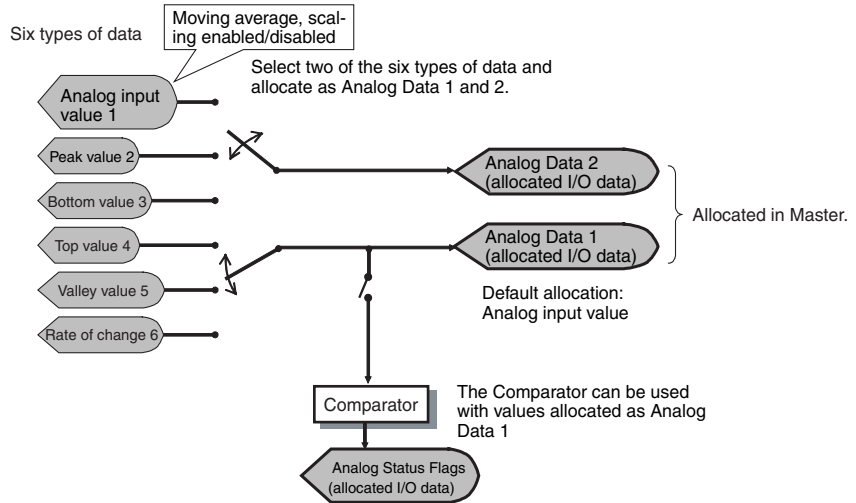 Six types of data
Moving average, scal-
ing enabled/disabled
Select two of the six types of data and
allocate as Analog Data 1 and 2.
Analog input
value 1
Peak value 2
Bottom value 3
Top value 4
Valley value 5
Rate of change 6
Analog Data 2
(allocated I/O data)
Analog Data 1
(allocated I/O data)
Allocated in Master.
Default allocation:
Analog input value
Comparator
The Comparator can be used
with values allocated as Analog
Data 1
Analog Status Flags
(allocated I/O data)